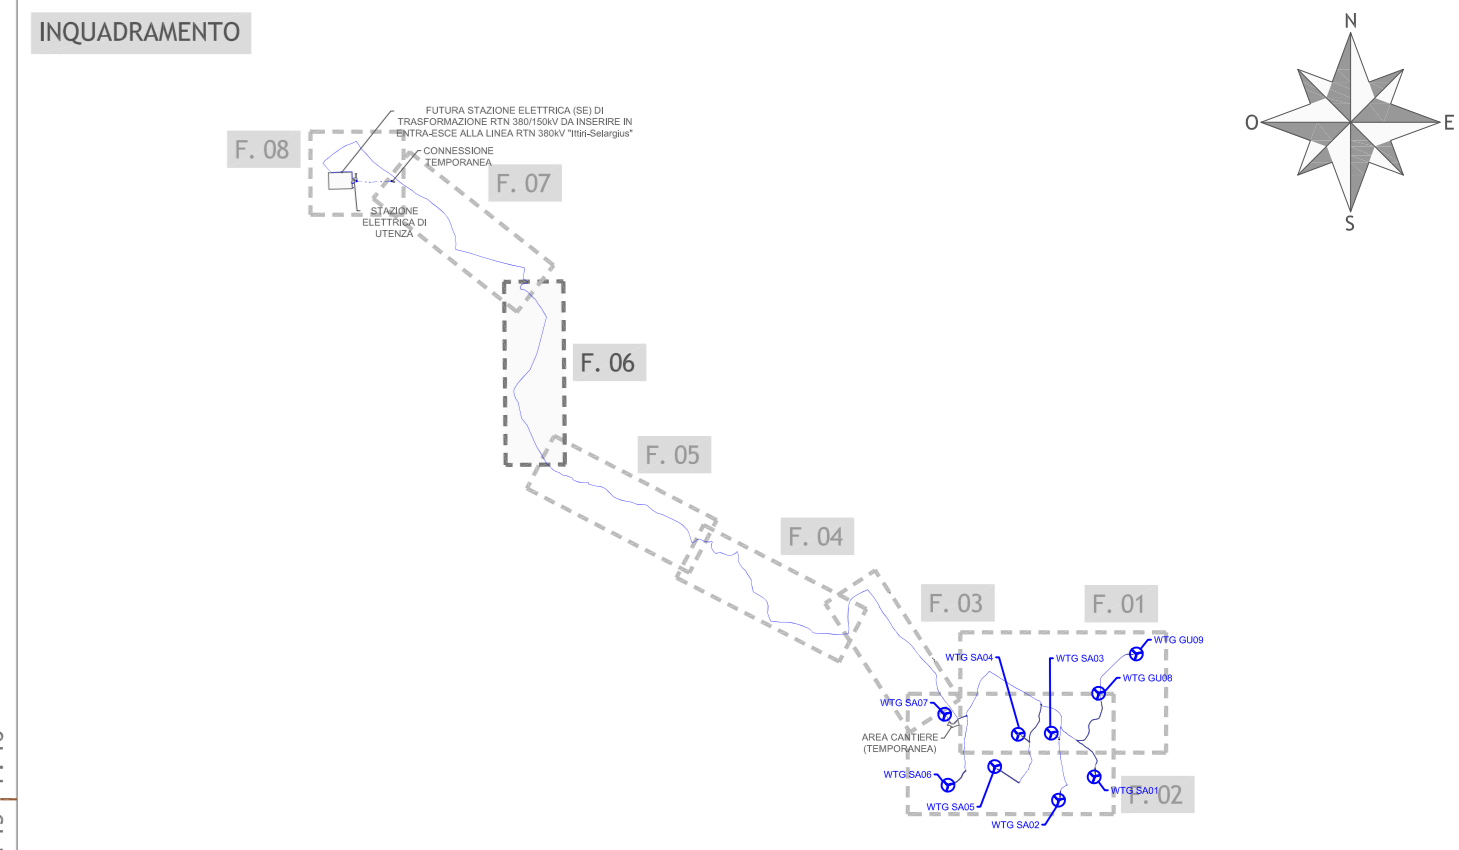 INQUADRAMENTO
N
O
E
S
FUTURA STAZIONE ELETTRICA (SE) DI
TRASFORMAZIONE RTN 380/150kV DA INSERIRE IN
ENTRA-ESCE ALLA LINEA RTN 380kV "Ittiri-Selargius"
F. 08
CONNESSIONE
TEMPORANEA
F. 07
STAZIONE
ELETTRICA DI
UTENZA
F. 06
F. 05
F. 04
F. 03
F. 01
WTG GU09
WTG SA04
WTG SA03
WTG GU08
WTG SA07
AREA CANTIERE
(TEMPORANEA)
WTG SA06
WTG SA05
WTG SA01
F. 02
WTG SA02